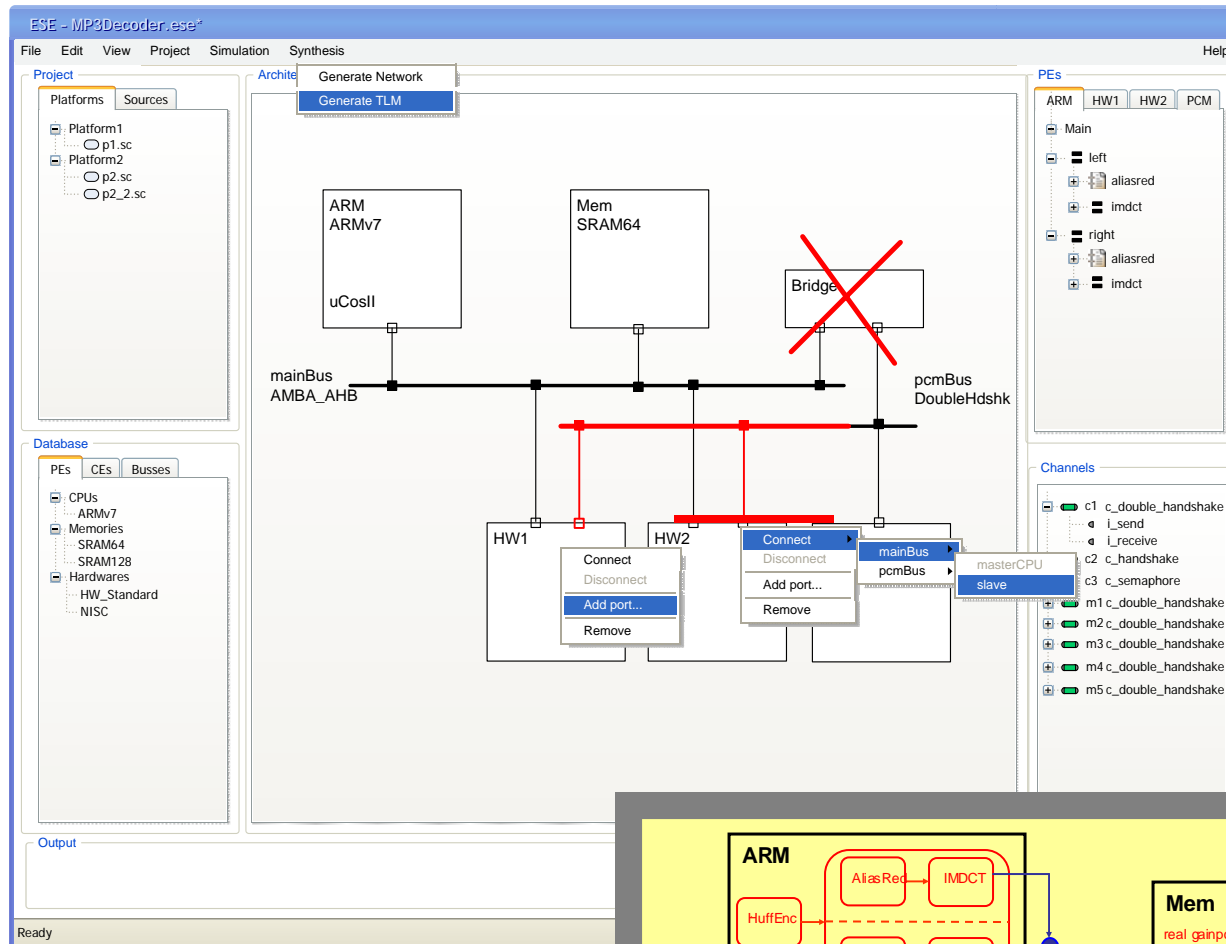 ESE - MP3Decoder.ese*
File Edit View Project Simulation Synthesis Help
Project
Platforms Sources
Platform1
p1.sc
Platform2
p2.sc
p2_2.sc
Database
PEs CEs Busses
CPUs
ARMv7
Memories
SRAM64
SRAM128
Hardwares
HW_Standard
NISC
Generate Network
Generate TLM
ARM
ARMv7
uCosII
Mem
SRAM64
Bridge
mainBus
AMBA_AHB
pcmBus
DoubleHdshk
HW1
HW2
Connect
Disconnect
Add port...
Remove
Connect
Disconnect
Add port...
Remove
mainBus
pcmBus
masterCPU
slave
PEs
ARM HW1 HW2 PCM
Main
left
aliasred
imdct
right
aliasred
imdct
Channels
c1 c_double_handshake
i_send
i_receive
c2 c_handshake
c3 c_semaphore
m1 c_double_handshake
m2 c_double_handshake
m3 c_double_handshake
m4 c_double_handshake
m5 c_double_handshake
Output
Ready
ARM
AliasRed
IMDCT
HuffEnc
Mem
real